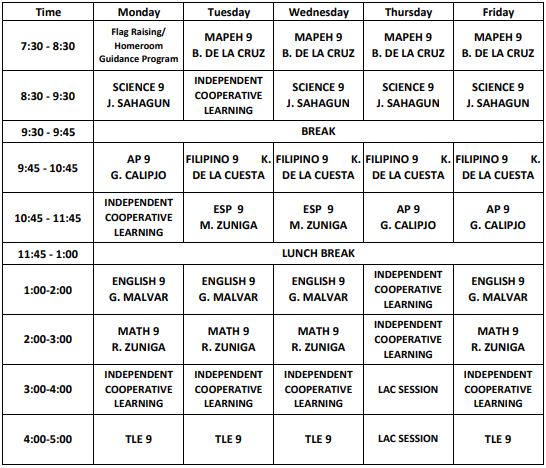 Time Monday Tuesday Wednesday Thursday Friday
7:30 - 8:30
Flag Raising/
Homeroom
Guidance Program
MAPEH 9
B. DE LA CRUZ
MAPEH 9
B. DE LA CRUZ
MAPEH 9
B. DE LA CRUZ
MAPEH 9
B. DE LA CRUZ
8:30 - 9:30
SCIENCE 9
J. SAHAGUN
INDEPENDENT
COOPERATIVE
LEARNING
SCIENCE 9
J. SAHAGUN
SCIENCE 9
J. SAHAGUN
SCIENCE 9
J. SAHAGUN
9:30 - 9:45 BREAK
9:45 - 10:45
AP 9
G. CALIPJO
FILIPINO 9 K.
DE LA CUESTA
FILIPINO 9 K.
DE LA CUESTA
FILIPINO 9 K.
DE LA CUESTA
FILIPINO 9 K.
DE LA CUESTA
10:45 - 11:45
INDEPENDENT
COOPERATIVE
LEARNING
ESP 9
M. ZUNIGA
ESP 9
M. ZUNIGA
AP 9
G. CALIPJO
AP 9
G. CALIPJO
11:45 - 1:00 LUNCH BREAK
1:00-2:00
ENGLISH 9
G. MALVAR
ENGLISH 9
G. MALVAR
ENGLISH 9
G. MALVAR
INDEPENDENT
COOPERATIVE
LEARNING
ENGLISH 9
G. MALVAR
2:00-3:00
MATH 9
R. ZUNIGA
MATH 9
R. ZUNIGA
MATH 9
R. ZUNIGA
INDEPENDENT
COOPERATIVE
LEARNING
MATH 9
R. ZUNIGA
3:00-4:00
INDEPENDENT
COOPERATIVE
LEARNING
INDEPENDENT
COOPERATIVE
LEARNING
INDEPENDENT
COOPERATIVE
LEARNING
LAC SESSION
INDEPENDENT
COOPERATIVE
LEARNING
4:00-5:00 TLE 9 TLE 9 TLE 9 LAC SESSION TLE 9